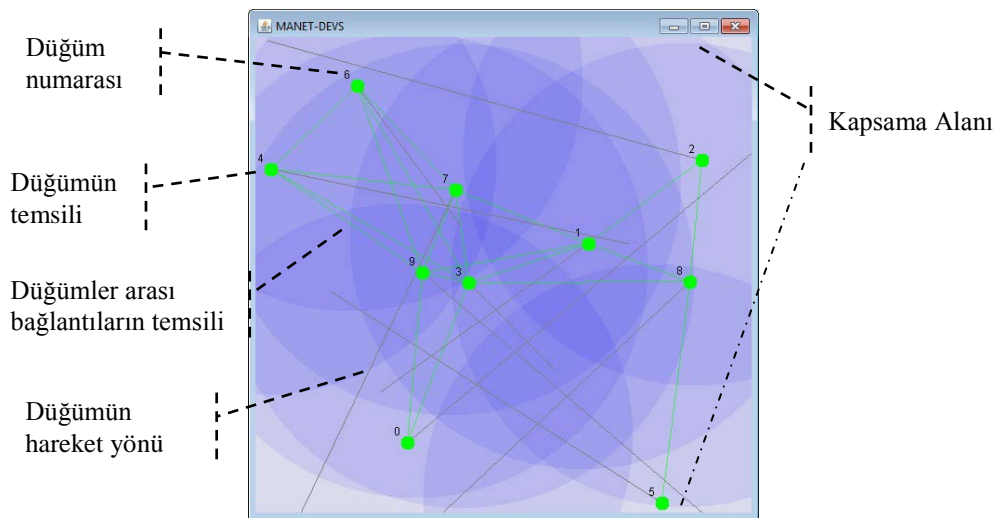 MANET-DEVS
Düğüm
numarası
Düğümün
temsili
Düğümler arası
bağlantıların temsili
Düğümün
hareket yönü
Kapsama Alanı
6
4
2
7
1
9
3
8
0
5